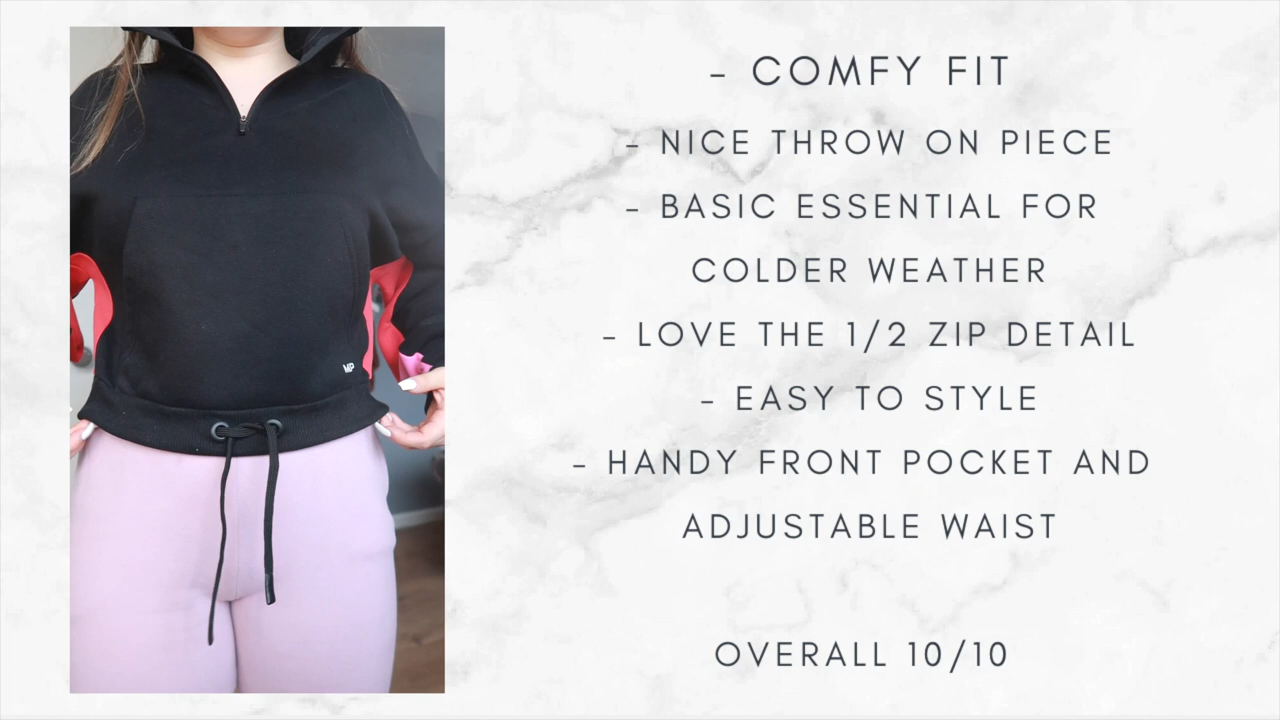 - COMFY FIT
- NICE THROW ON PIECE
- BASIC ESSENTIAL FOR
COLDER WEATHER
- LOVE THE 1/2 ZIP DETAIL
- EASY TO STYLE
- HANDY FRONT POCKET AND
ADJUSTABLE WAIST
OVERALL 10/10
MP